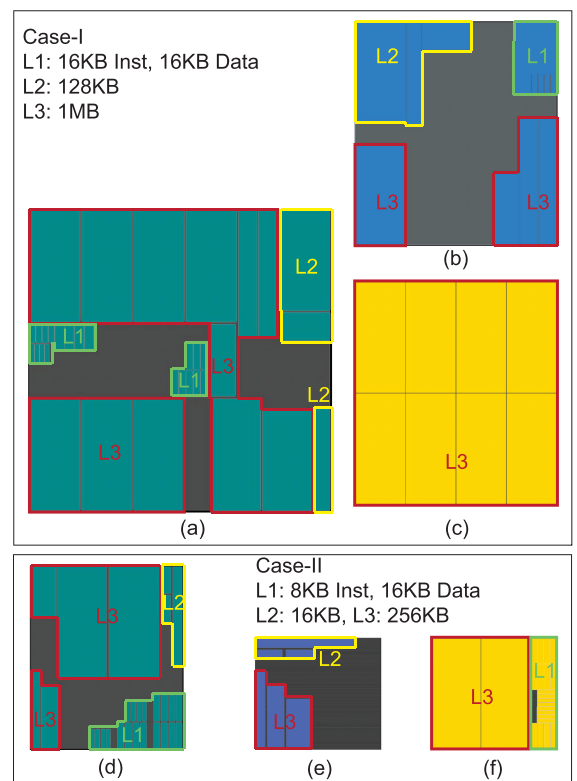 Case-I
L1: 16KB Inst, 16KB Data
L2: 128KB
L3: 1MB
L2
L1
L3
L3
(b)
L2
L1
L3
L1
L2
L3
(a)
L3
(c)
Case-II
L1: 8KB Inst, 16KB Data
L2: 16KB, L3: 256KB
L3
L2
L3
L1
(d)
L2
L3
(e)
L3
L1
(f)